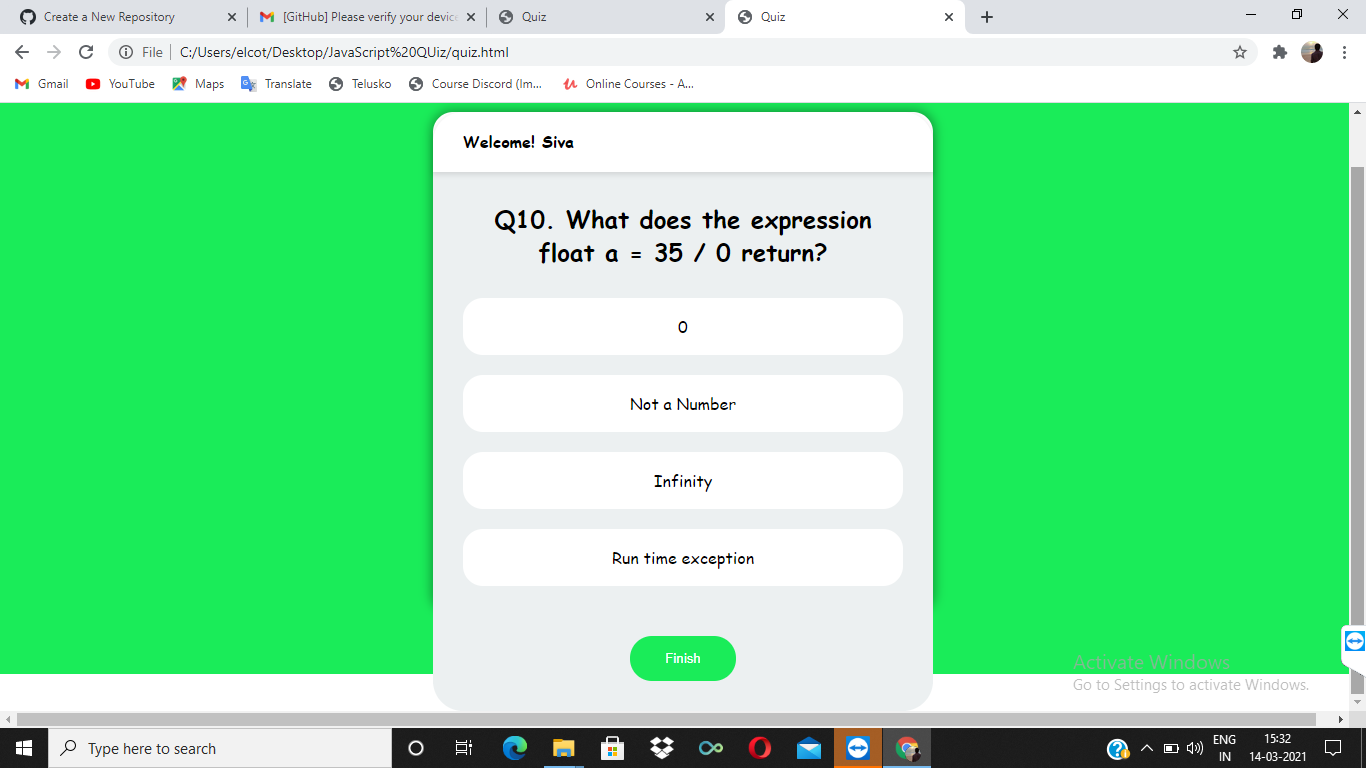 Create a New Repository
[GitHub] Please verify your device
Quiz
Quiz
File
C:/Users/elcot/Desktop/JavaScript%20QUiz/quiz.html
Gmail
YouTube
Maps
Translate
Telusko
Course Discord (Im...
Online Courses - A...
Welcome! Siva
Q10. What does the expression
float a = 35 / 0 return?
0
Not a Number
Infinity
Run time exception
Finish
Activate Windows
Go to Settings to activate Windows.
Type here to search
ENG
IN
15:32
14-03-2021